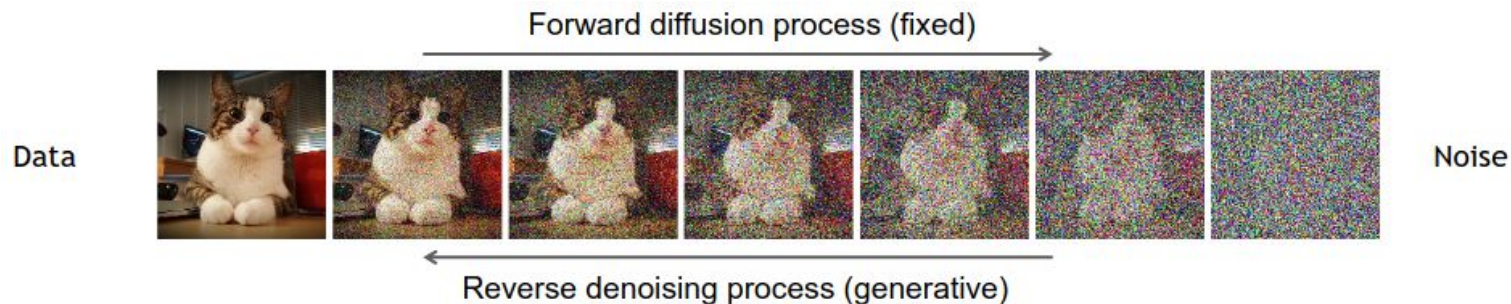 Forward diffusion process (fixed)
Data
Noise
Reverse denoising process (generative)